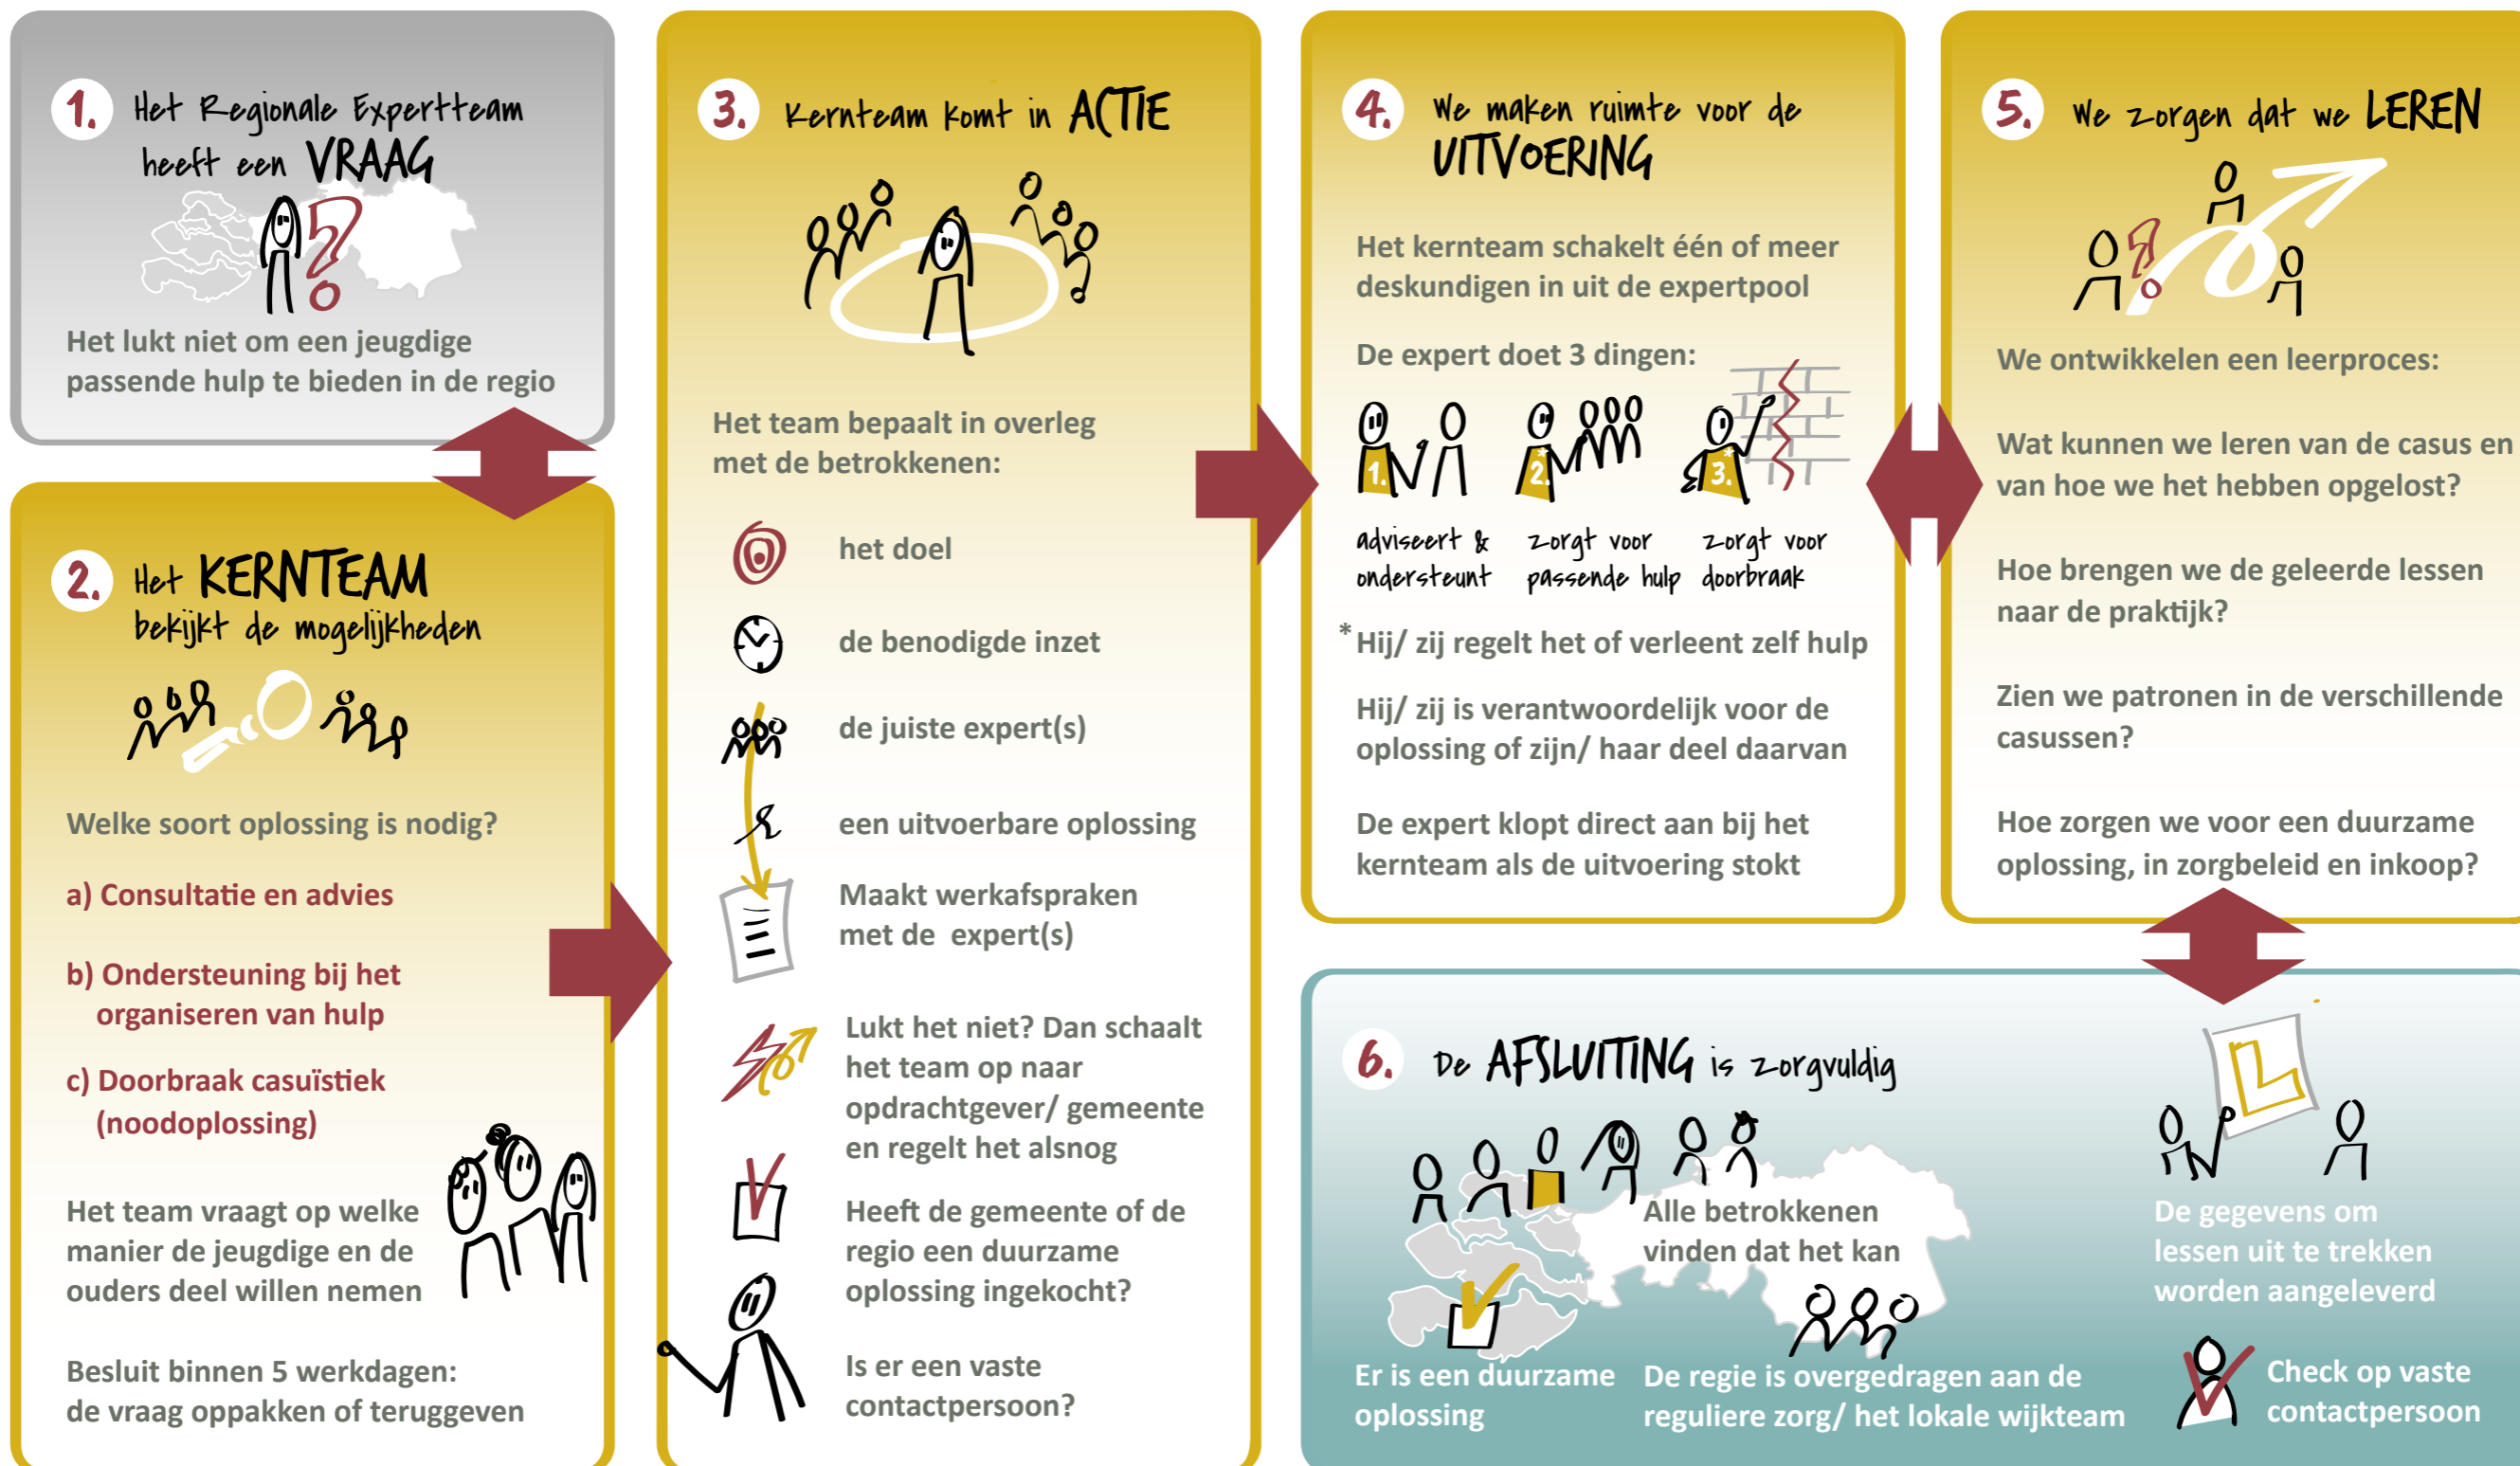 1. Het Regionale Expertteam
heeft een VRAAG
Het lukt niet om een jeugdige
passende hulp te bieden in de regio
2. Het KERNTEAM
bekijkt de mogelijkheden
Welke soort oplossing is nodig?
a) Consultatie en advies
b) Ondersteuning bij het
organiseren van hulp
c) Doorbraak casuïstiek
(noodoplossing)
Het team vraagt op welke
manier de jeugdige en de
ouders deel willen nemen
Besluit binnen 5 werkdagen:
de vraag oppakken of teruggeven
3. Kernteam komt in ACTIE
Het team bepaalt in overleg
met de betrokkenen:
het doel
de benodigde inzet
de juiste expert(s)
een uitvoerbare oplossing
Maakt werkafspraken
met de expert(s)
Lukt het niet? Dan schaalt
het team op naar
opdrachtgever/ gemeente
en regelt het alsnog
Heeft de gemeente of de
regio een duurzame
oplossing ingekocht?
Is er een vaste
contactpersoon?
4. We maken ruimte voor de
UITVOERING
Het kernteam schakelt één of meer
deskundigen in uit de expertpool
De expert doet 3 dingen:
1. 2.* 3.*
adviseert & zorgt voor zorgt voor
ondersteunt passende hulp doorbraak
* Hij/ zij regelt het of verleent zelf hulp
Hij/ zij is verantwoordelijk voor de
oplossing of zijn/ haar deel daarvan
De expert klopt direct aan bij het
kernteam als de uitvoering stokt
5. We zorgen dat we LEREN
We ontwikkelen een leerproces:
Wat kunnen we leren van de casus en
van hoe we het hebben opgelost?
Hoe brengen we de geleerde lessen
naar de praktijk?
Zien we patronen in de verschillende
casussen?
Hoe zorgen we voor een duurzame
oplossing, in zorgbeleid en inkoop?
6. De AFSLUITING is zorgvuldig
L
Alle betrokkenen
vinden dat het kan
Er is een duurzame
oplossing
De regie is overgedragen aan de
reguliere zorg/ het lokale wijkteam
De gegevens om
lessen uit te trekken
worden aangeleverd
Check op vaste
contactpersoon